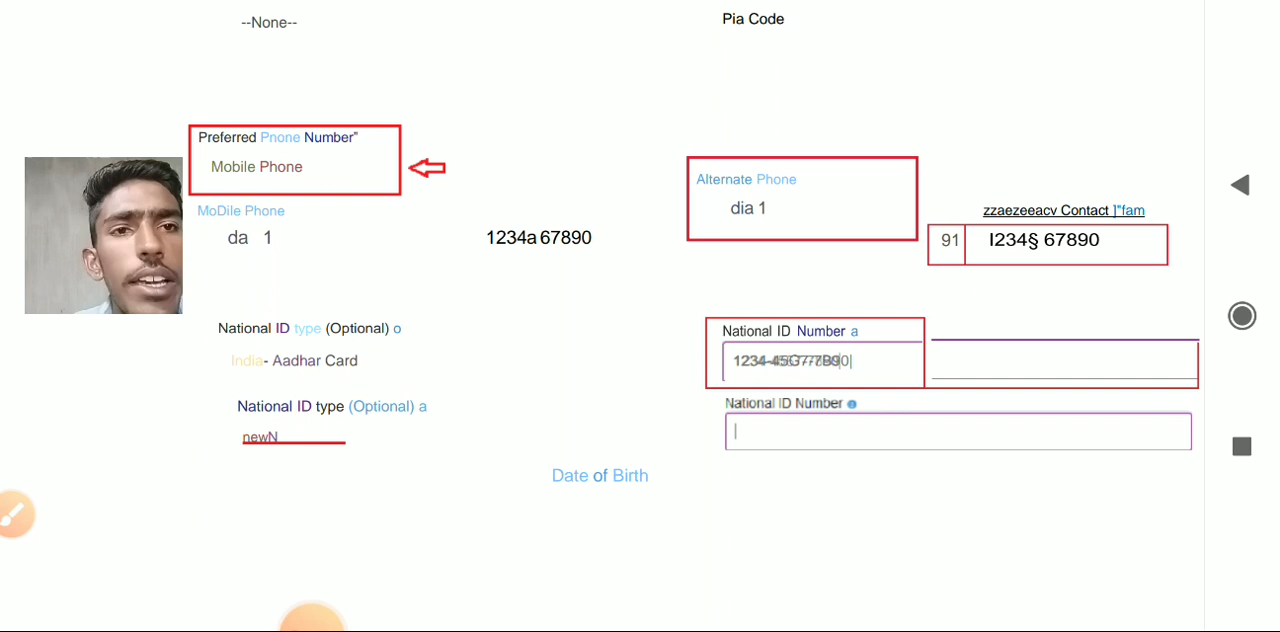 --None--
Pia Code
Preferred Pnone Number"
Mobile Phone
Alternate Phone
dia 1
MoDile Phone
da 1
1234a 67890
zzaezeeacv Contact ]"fam
91 I234§ 67890
National ID type (Optional) o
India- Aadhar Card
National ID Number a
National ID type (Optional) a
newN
National ID Number
Date of Birth